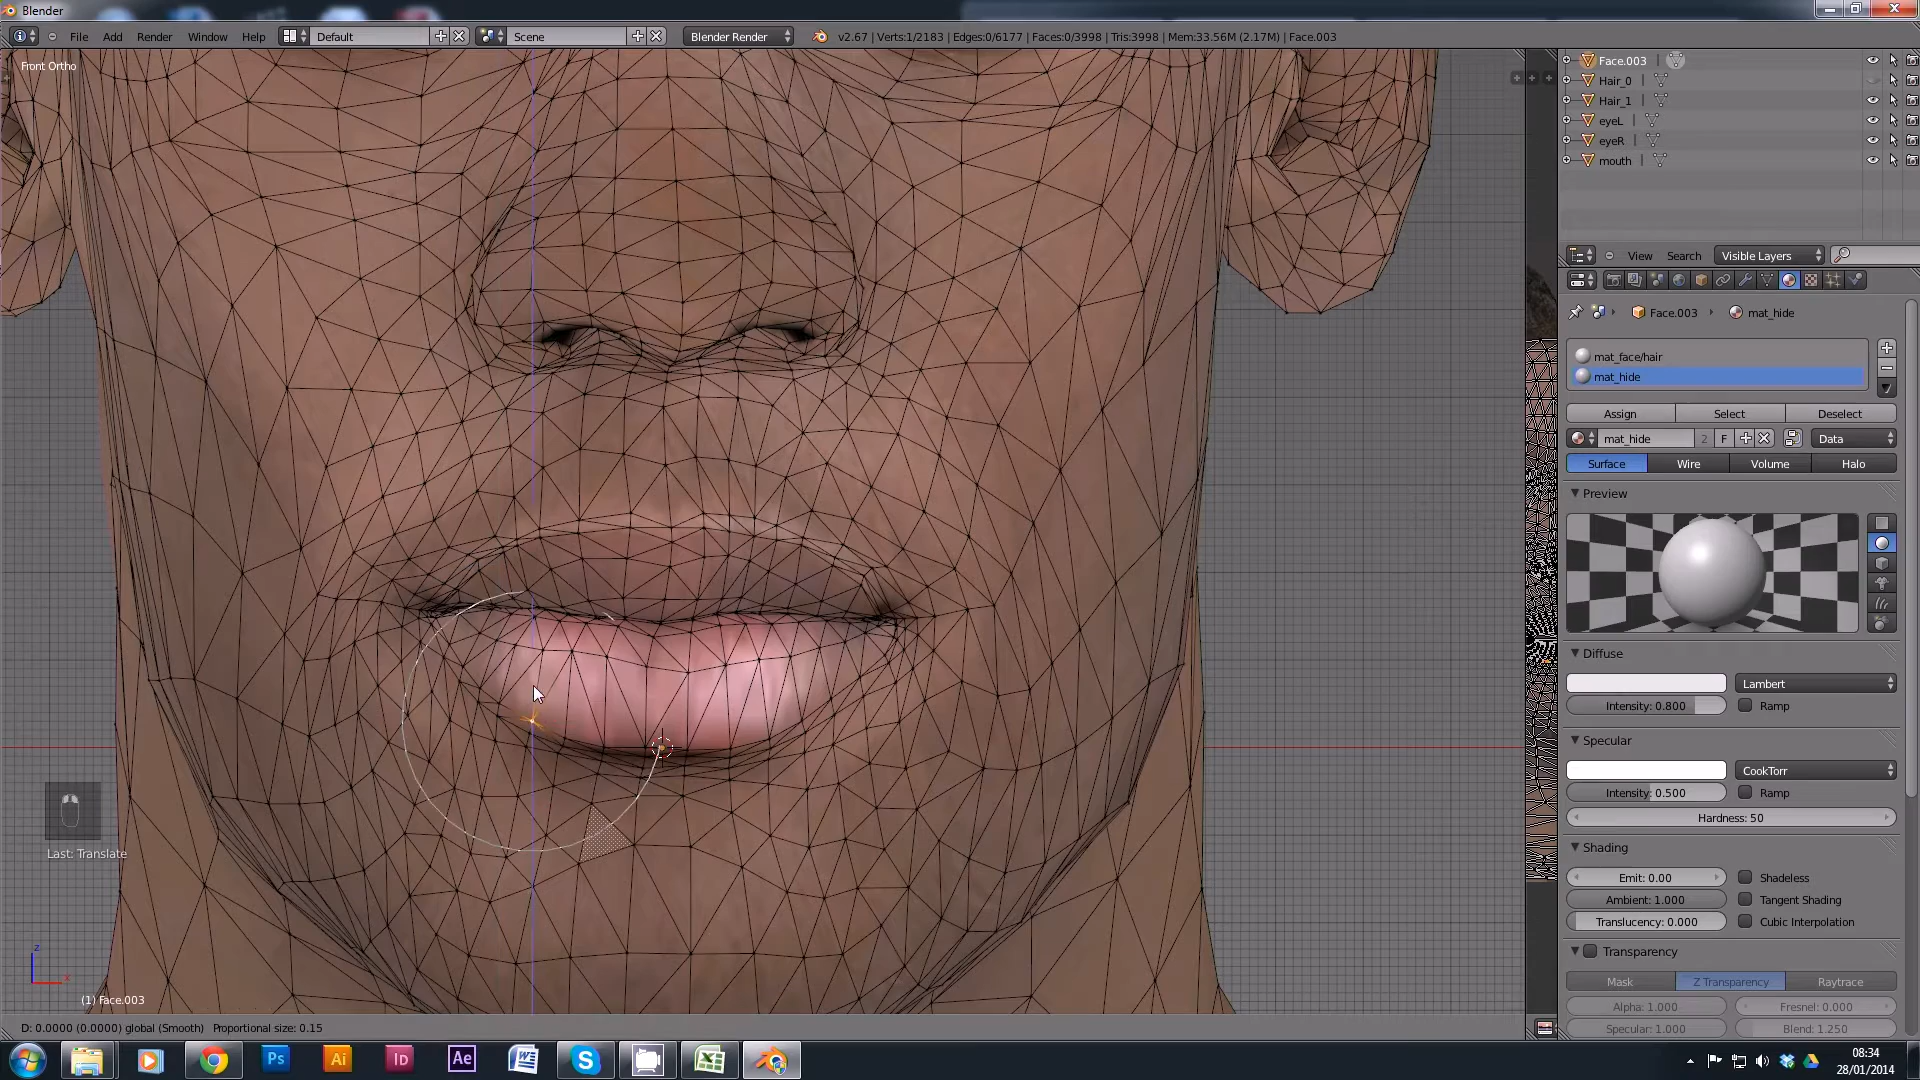 Blender
File Add Render Window Help Default Scene Blender Render v2.67 | Verts:1/2183 | Edges:0/6177 | Faces:0/3998 | Tris:3998 | Mem:33.56M (2.17M) | Face.003
Front Ortho
Face.003
Hair_0
Hair_1
eyeL
eyeR
mouth
View Search Visible Layers
Face.003 mat_hide
mat_face/hair
mat_hide
Assign Select Deselect
mat_hide 2 F Data
Surface Wire Volume Halo
Preview
Diffuse
Lambert
Intensity: 0.800 Ramp
Specular
CookTorr
Intensity: 0.500 Ramp
Hardness: 50
Shading
Emit: 0.00 Shadeless
Ambient: 1.000 Tangent Shading
Translucency: 0.000 Cubic Interpolation
Transparency
Mask Z Transparency Raytrace
Alpha: 1.000 Fresnel: 0.000
Specular: 1.000 Blend: 1.250
Last: Translate
z
x
(1) Face.003
D: 0.0000 (0.0000) global (Smooth) Proportional size: 0.15
Ps Ai Id Ae W S
08:34
28/01/2014